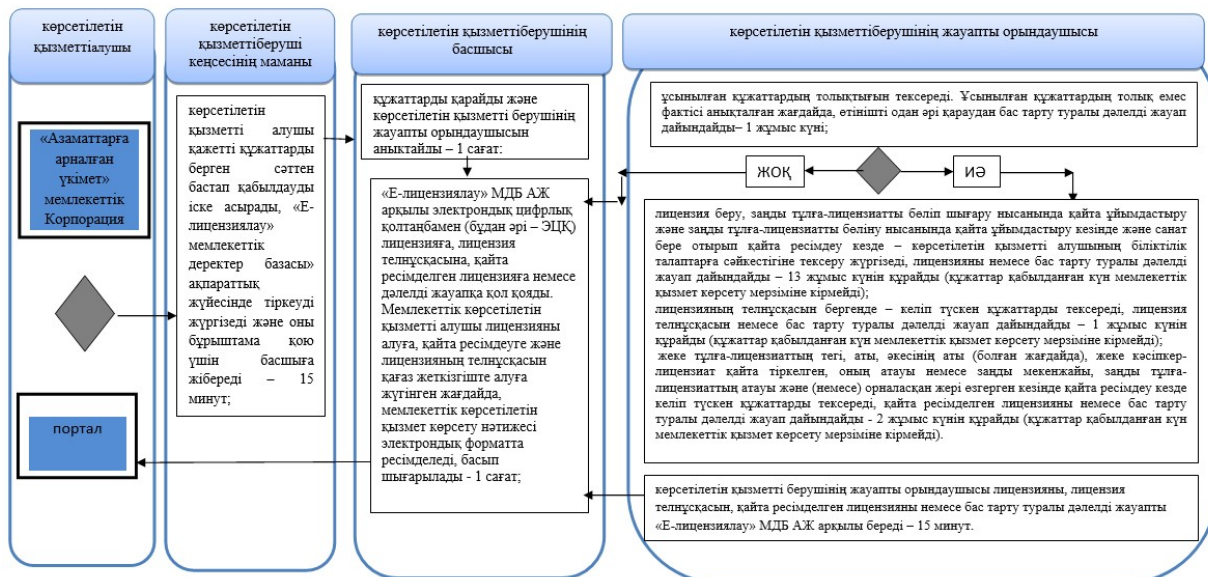 көрсетілетін
қызметтіалушы
көрсетілетін
қызметтіберуші
кеңсесінің маманы
көрсетілетін қызметтіберушінің
басшысы
көрсетілетін қызметтіберушінің жауапты орындаушысы
«Азаматтарға
арналған
үкімет»
мемлекеттік
Корпорация
портал
көрсетілетін
қызметті алушы
қажетті құжаттарды
берген сәттен
бастап қабылдауды
іске асырады, «Е-
лицензиялау»
мемлекеттік
деректер базасы»
ақпараттық
жүйесінде тіркеуді
жүргізеді және оны
бұрыштама қою
үшін басшыға
жібереді – 15
минут;
құжаттарды қарайды және
көрсетілетін қызметті берушінің
жауапты орындаушысын
анықтайды – 1 сағат;
«Е-лицензиялау» МДБ АЖ
арқылы электрондық цифрлық
қолтаңбамен (бұдан әрі – ЭЦҚ)
лицензияға, лицензия
телнұсқасына, қайта
ресімделген лицензияға немесе
дәлелді жауапқа қол қояды.
Мемлекеттік көрсетілетін
қызметті алушы лицензияны
алуға, қайта ресімдеуге және
лицензияның телнұсқасын
қағаз жеткізгіште алуға
жүгінген жағдайда,
мемлекеттік көрсетілетін
қызмет көрсету нәтижесі
электрондық форматта
ресімделеді, басып
шығарылады - 1 сағат;
ұсынылған құжаттардың толықтығын тексереді. Ұсынылған құжаттардың толық емес
фактісі анықталған жағдайда, өтінішті одан әрі қараудан бас тарту туралы дәлелді жауап
дайындайды– 1 жұмыс күні;
ЖОҚ
ИӘ
лицензия беру, заңды тұлға-лицензиатты бөліп шығару нысанында қайта ұйымдастыру
және заңды тұлға-лицензиатты бөліну нысанында қайта ұйымдастыру кезінде және санат
бере отырып қайта ресімдеу кезде – көрсетілетін қызметті алушының біліктілік
талаптарға сәйкестігіне тексеру жүргізеді, лицензияны немесе бас тарту туралы дәлелді
жауап дайындайды – 13 жұмыс күнін құрайды (құжаттар қабылданған күн мемлекеттік
қызмет көрсету мерзіміне кірмейді);
лицензияның телнұсқасын бергенде – келіп түскен құжаттарды тексереді, лицензия
телнұсқасын немесе бас тарту туралы дәлелді жауап дайындайды – 1 жұмыс күнін
құрайды (құжаттар қабылданған күн мемлекеттік қызмет көрсету мерзіміне кірмейді);
жеке тұлға-лицензиаттың тегі, аты, әкесінің аты (болған жағдайда), жеке кәсіпкер-
лицензиат қайта тіркелген, оның атауы немесе заңды мекенжайы, заңды тұлға-
лицензиаттың атауы және (немесе) орналасқан жері өзгерген кезінде қайта ресімдеу кезде
келіп түскен құжаттарды тексереді, қайта ресімделген лицензияны немесе бас тарту
туралы дәлелді жауап дайындайды - 2 жұмыс күнін құрайды (құжаттар қабылданған күн
мемлекеттік қызмет көрсету мерзіміне кірмейді).
көрсетілетін қызметті берушінің жауапты орындаушысы лицензияны, лицензия
телнұсқасын, қайта ресімделген лицензияны немесе бас тарту туралы дәлелді жауапты
«Е-лицензиялау» МДБ АЖ арқылы береді – 15 минут.